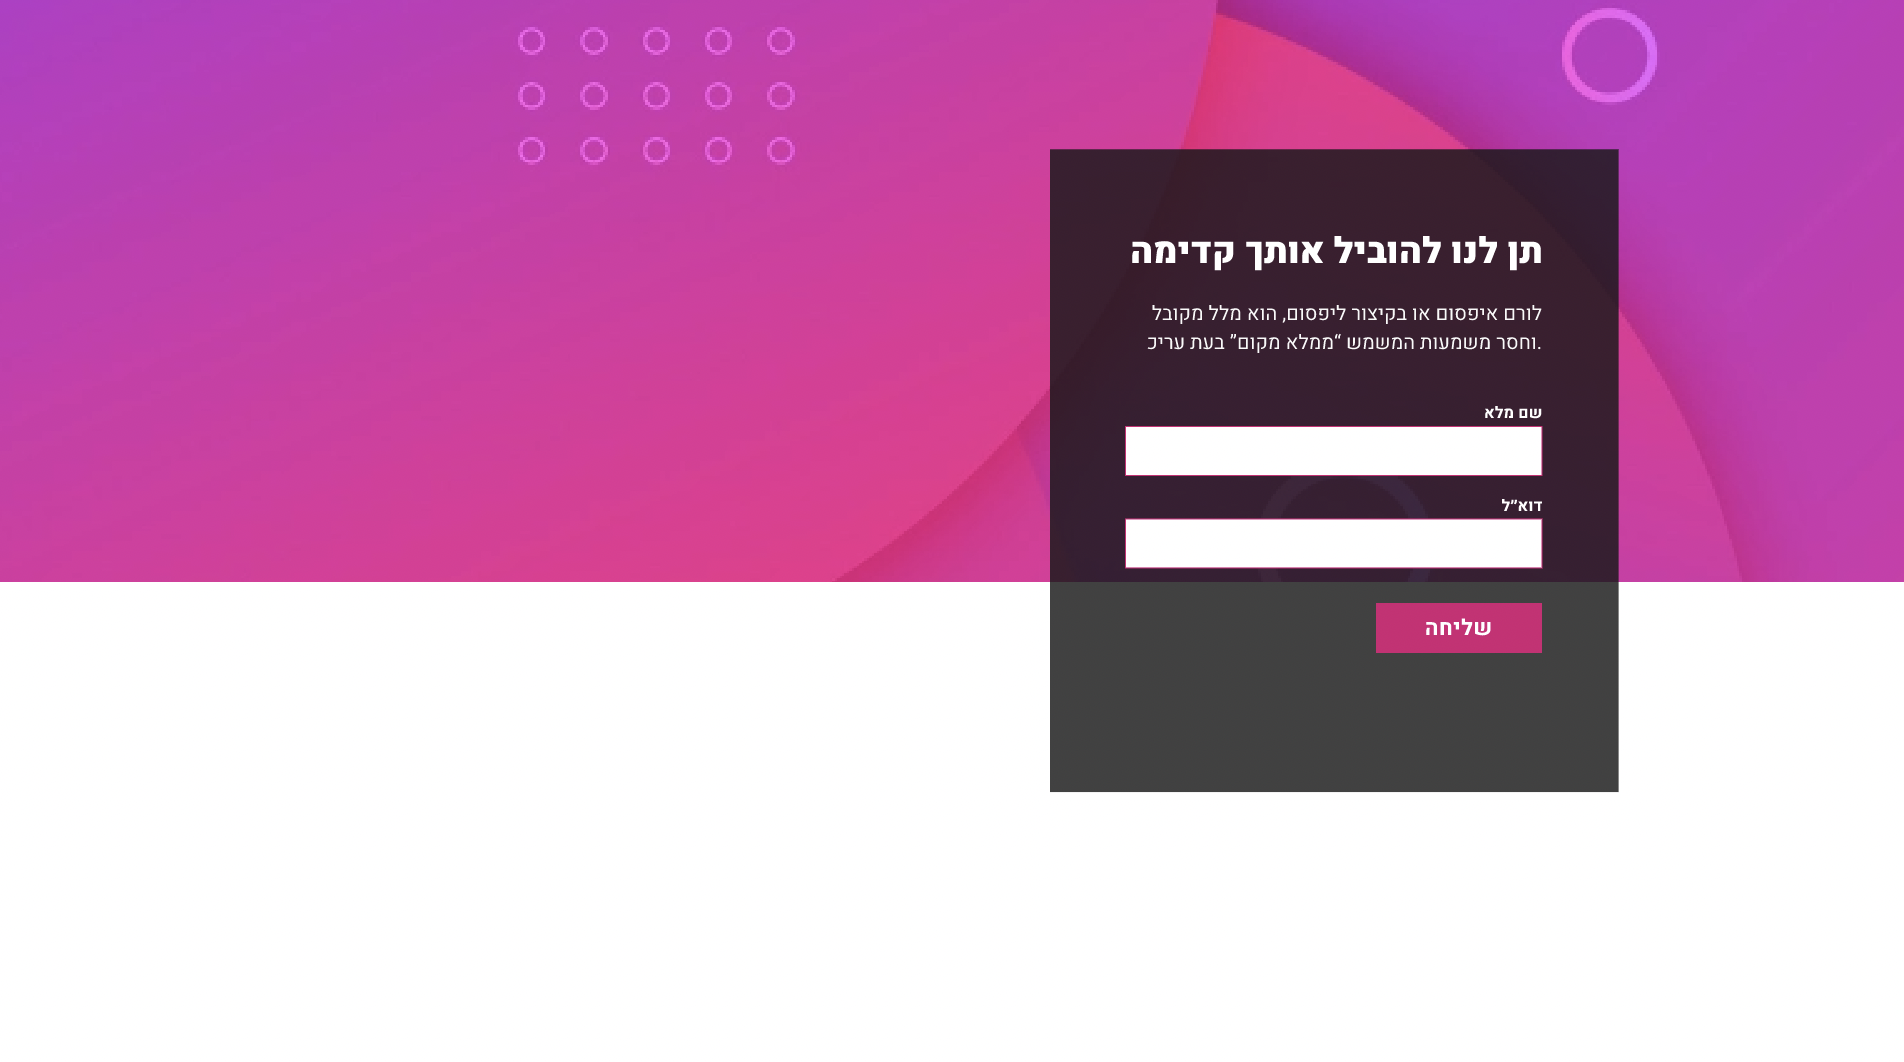 תן לנו להוביל אותך קדימה
לורם איפסום או בקיצור ליפסום, הוא מלל מקובל
וחסר משמעות המשמש “ממלא מקום” בעת עריכ.
שם מלא
דוא״ל
שליחה